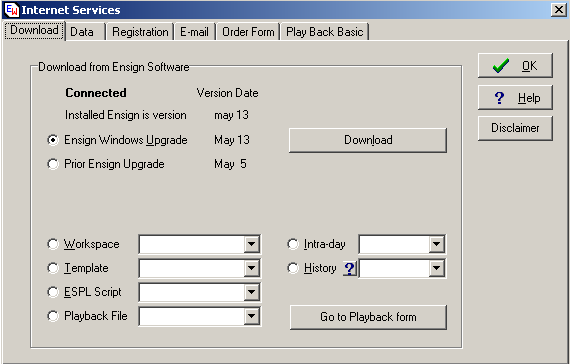 Internet Services
Download Data Registration E-mail Order Form Play Back Basic
Download from Ensign Software
Connected Version Date
Installed Ensign is version may 13
Ensign Windows Upgrade May 13 Download
Prior Ensign Upgrade May 5
Workspace Intra-day
Template History ?
ESPL Script
Playback File Go to Playback form
OK
? Help
Disclaimer